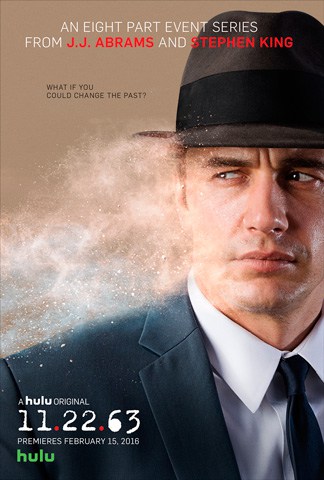 AN EIGHT PART EVENT SERIES
FROM J.J. ABRAMS AND STEPHEN KING
WHAT IF YOU
COULD CHANGE THE PAST?
A hulu ORIGINAL
11.22.63
PREMIERES FEBRUARY 15, 2016
hulu